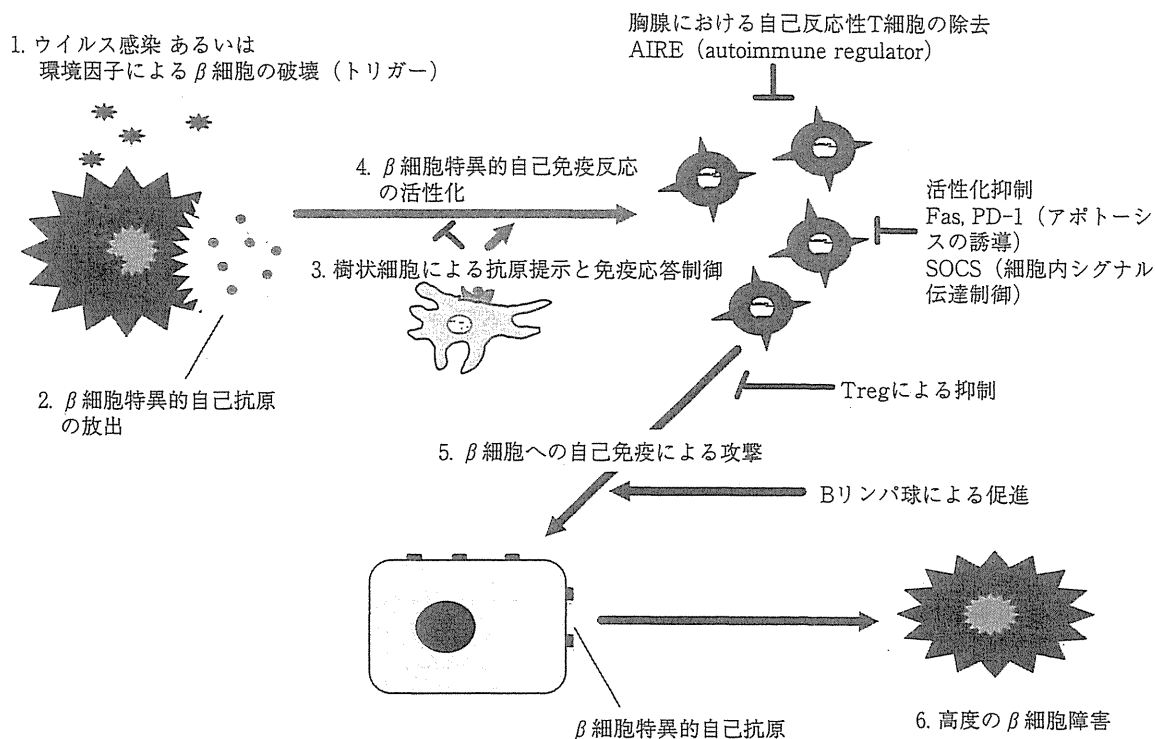 1. ウイルス感染 あるいは
環境因子による β 細胞の破壊（トリガー）
胸腺における自己反応性T細胞の除去
AIRE（autoimmune regulator）
4. β 細胞特異的自己免疫反応
の活性化
活性化抑制
Fas, PD-1（アポトーシ
スの誘導）
SOCS（細胞内シグナル
伝達制御）
3. 樹状細胞による抗原提示と免疫応答制御
2. β 細胞特異的自己抗原
の放出
Tregによる抑制
5. β 細胞への自己免疫による攻撃
Bリンパ球による促進
β 細胞特異的自己抗原
6. 高度の β 細胞障害